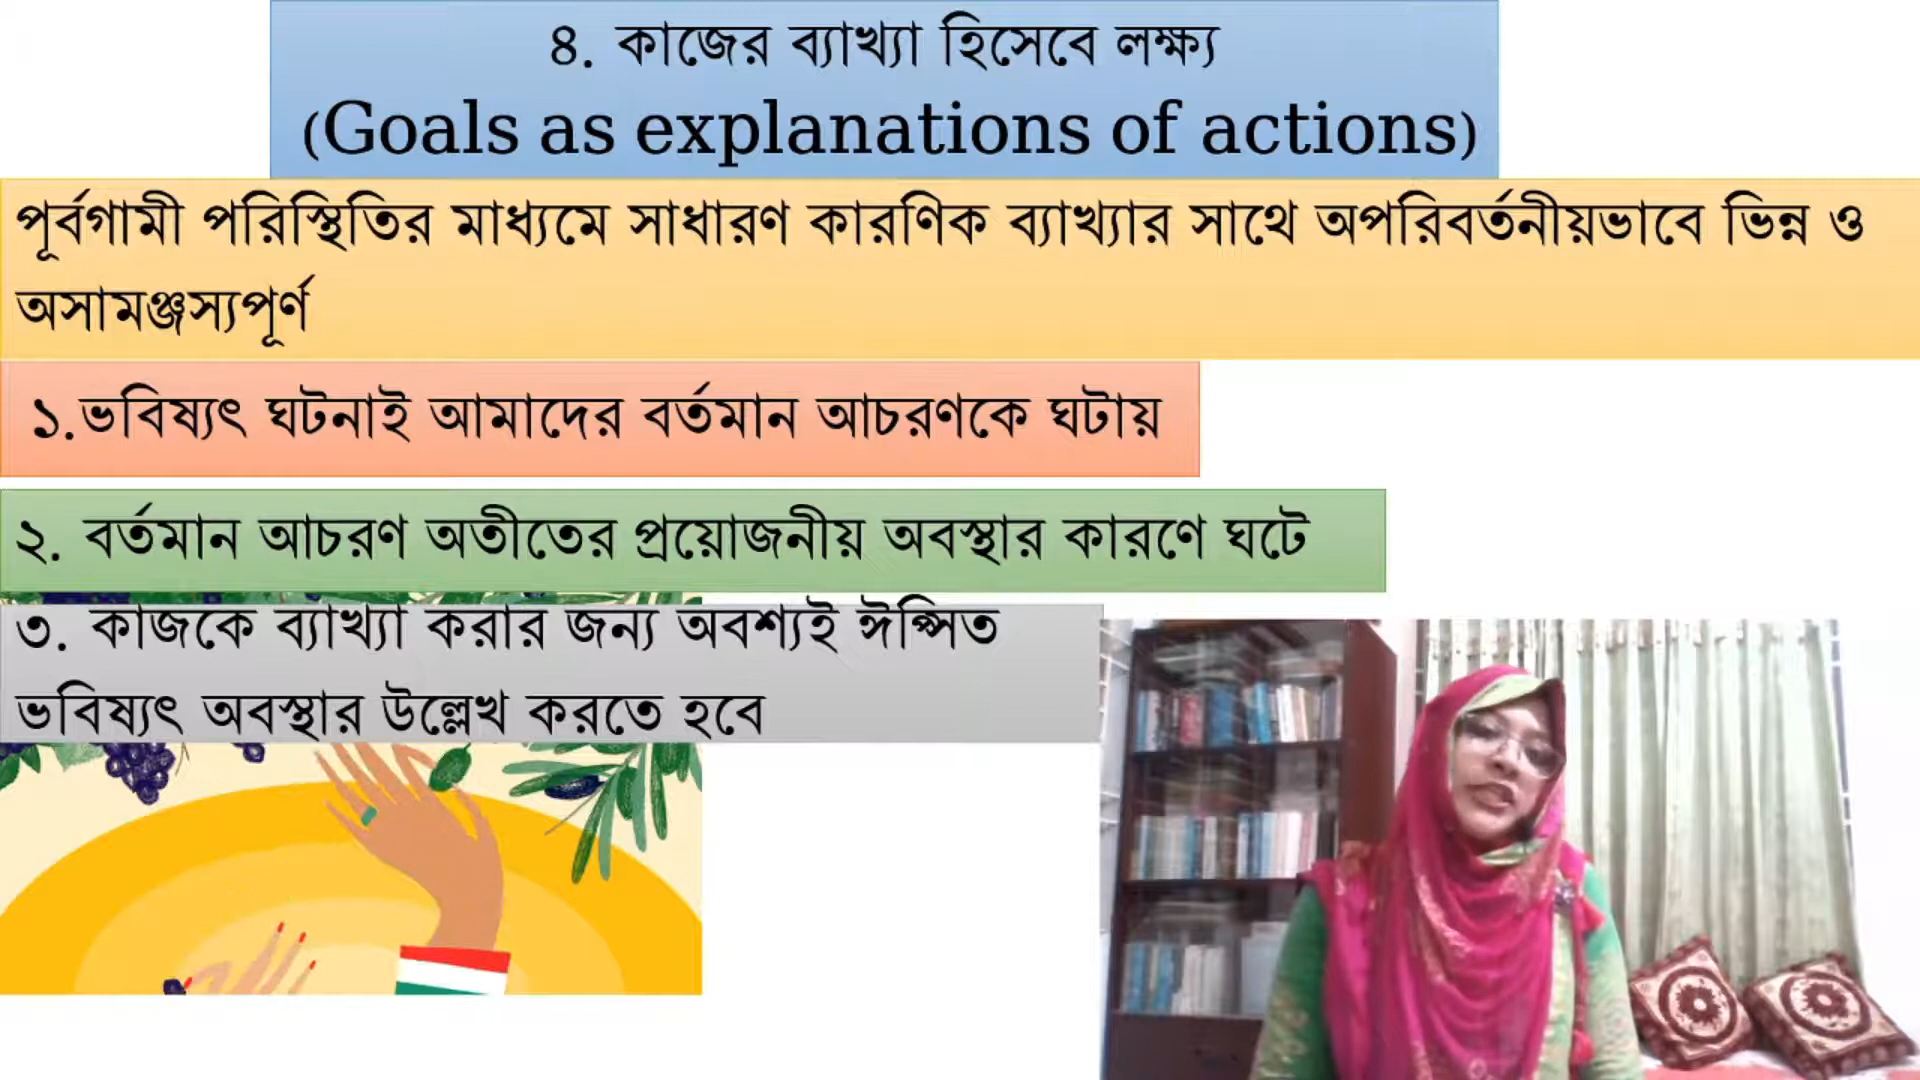 ৪. কাজের ব্যাখ্যা হিসেবে লক্ষ্য
(Goals as explanations of actions)
পূর্বগামী পরিস্থিতির মাধ্যমে সাধারণ কারণিক ব্যাখ্যার সাথে অপরিবর্তনীয়ভাবে ভিন্ন ও
অসামঞ্জস্যপূর্ণ
১.ভবিষ্যৎ ঘটনাই আমাদের বর্তমান আচরণকে ঘটায়
২. বর্তমান আচরণ অতীতের প্রয়োজনীয় অবস্থার কারণে ঘটে
৩. কাজকে ব্যাখ্যা করার জন্য অবশ্যই ঈপ্সিত
ভবিষ্যৎ অবস্থার উল্লেখ করতে হবে